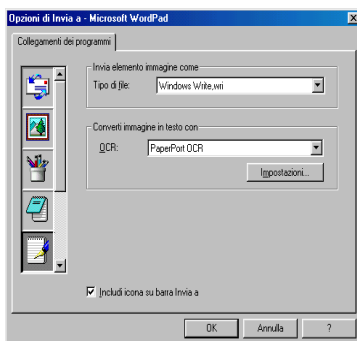 Opzioni di Invia a - Microsoft WordPad
Collegamenti dei programmi
Invia elemento immagine come
Tipo di file: Windows Write,wri
Converti immagine in testo con
OCR: PaperPort OCR
Impostazioni...
Includi icona su barra Invia a
OK Annulla ?